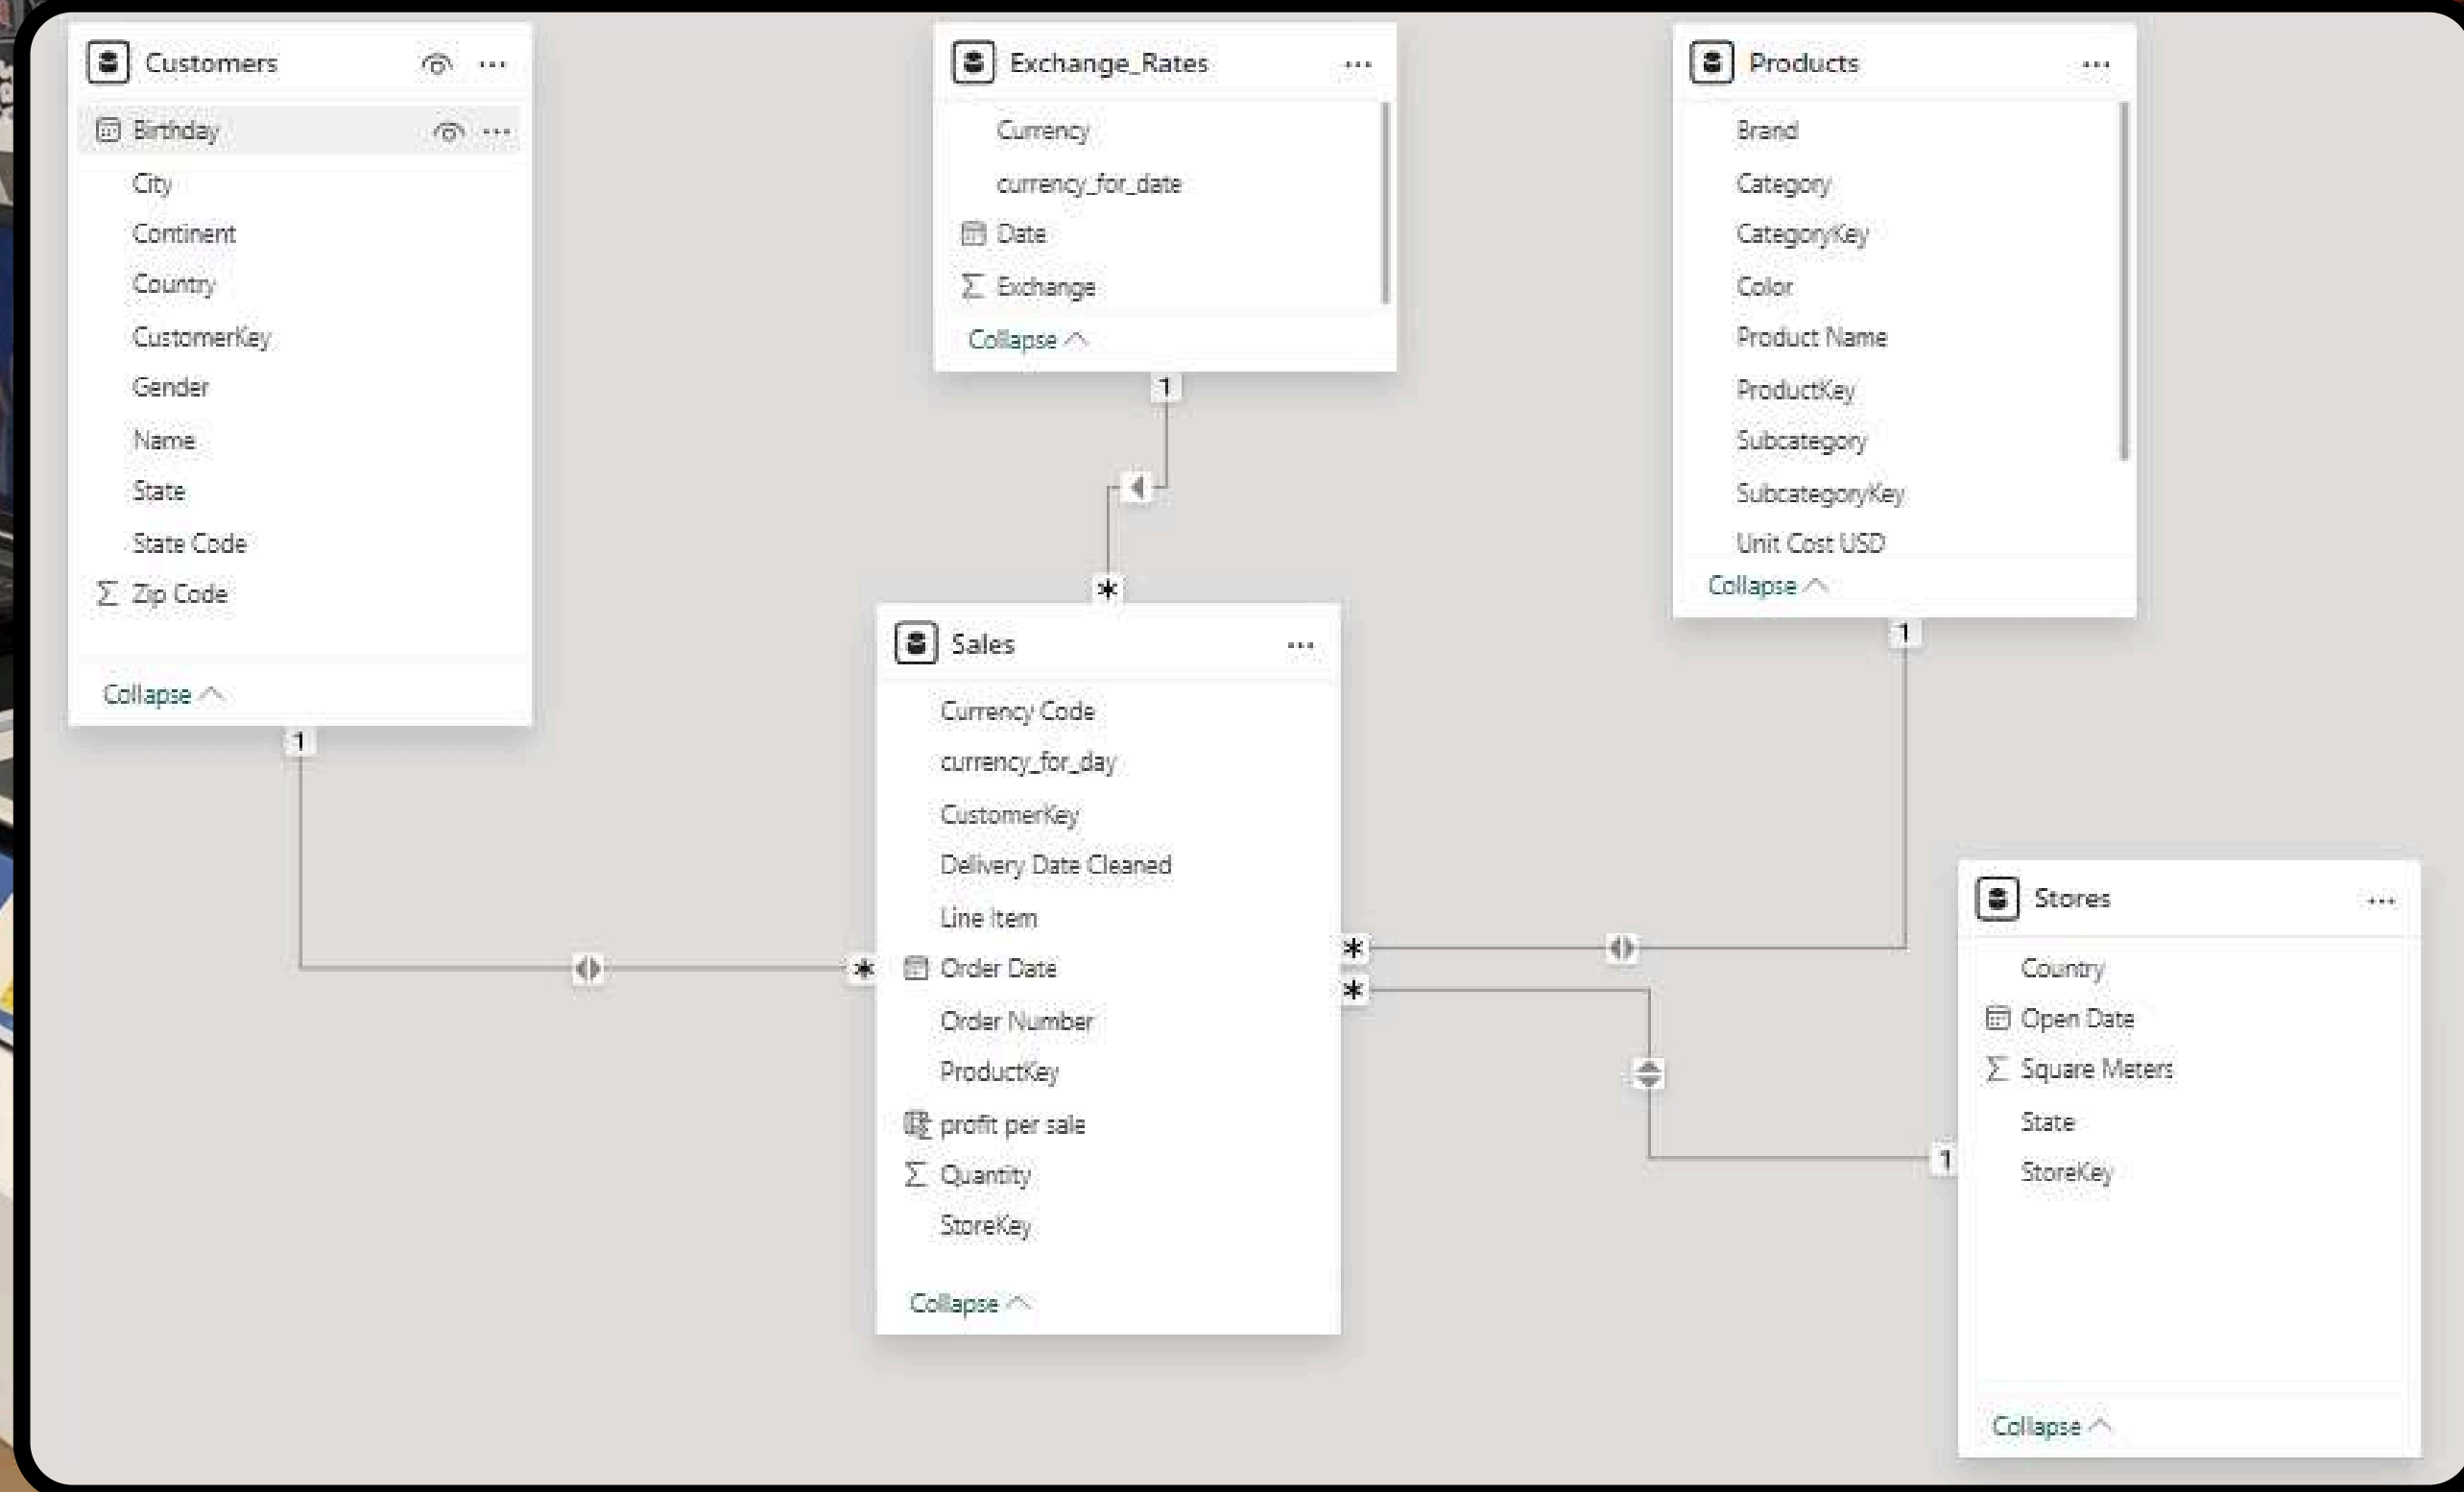 Customers
Birthday
City
Continent
Country
CustomerKey
Gender
Name
State
State Code
Zip Code
Collapse
1
Exchange_Rates
Currency
currency_for_date
Date
Exchange
Collapse
1
*
Products
Brand
Category
CategoryKey
Color
Product Name
ProductKey
Subcategory
SubcategoryKey
Unit Cost USD
Collapse
1
Sales
Currency Code
currency_for_day
CustomerKey
Delivery Date Cleaned
Line Item
Order Date
Order Number
ProductKey
profit per sale
Quantity
StoreKey
Collapse
*
*
*
Stores
Country
Open Date
Square Meters
State
StoreKey
Collapse
1